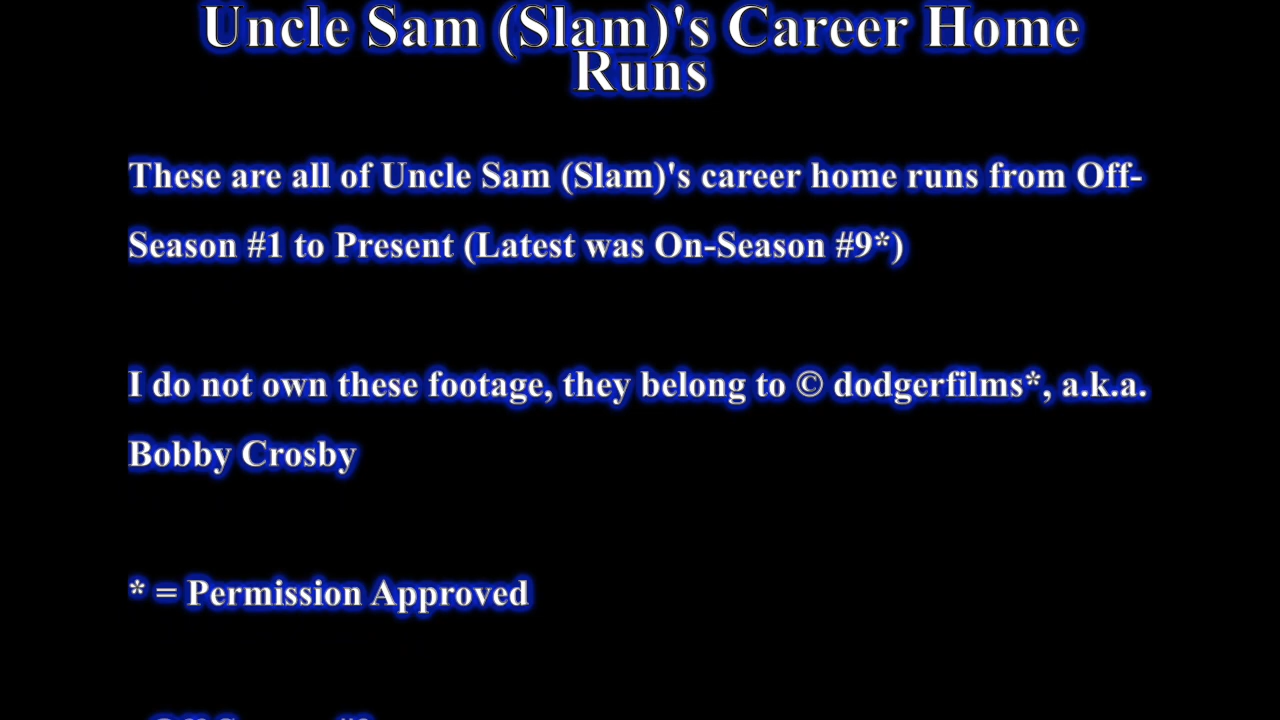 Uncle Sam (Slam)'s Career Home
Runs
These are all of Uncle Sam (Slam)'s career home runs from Off-
Season #1 to Present (Latest was On-Season #9*)
I do not own these footage, they belong to © dodgerfilms*, a.k.a.
Bobby Crosby
* = Permission Approved